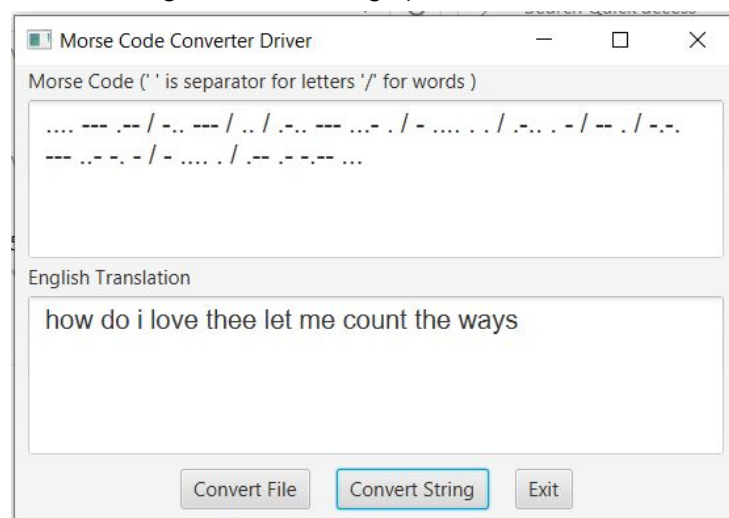 Morse Code Converter Driver
Morse Code (' ' is separator for letters '/' for words )
.... --- .-- / -.. --- / .. / .-.. --- ...- . / - .... . . / .-.. . - / -- . / -.-.
--- ..- -. - / - .... . / .-- .- -.-- ...
English Translation
how do i love thee let me count the ways
Convert File Convert String Exit